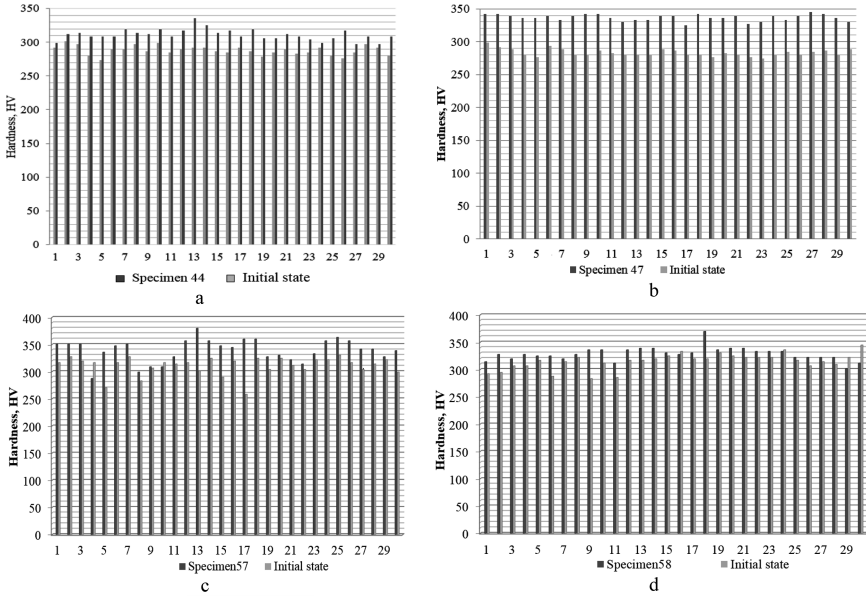 350
300
250
200
150
100
50
0
Hardness, HV
1 3 5 7 9 11 13 15 17 19 21 23 25 27 29
Specimen 44 Initial state
a
350
300
250
200
150
100
50
0
Hardness, HV
1 3 5 7 9 11 13 15 17 19 21 23 25 27 29
Specimen 47 Initial state
b
400
350
300
250
200
150
100
50
0
Hardness, HV
1 3 5 7 9 11 13 15 17 19 21 23 25 27 29
Specimen57 Initial state
c
400
350
300
250
200
150
100
50
0
Hardness, HV
1 3 5 7 9 11 13 15 17 19 21 23 25 27 29
Specimen58 Initial state
d